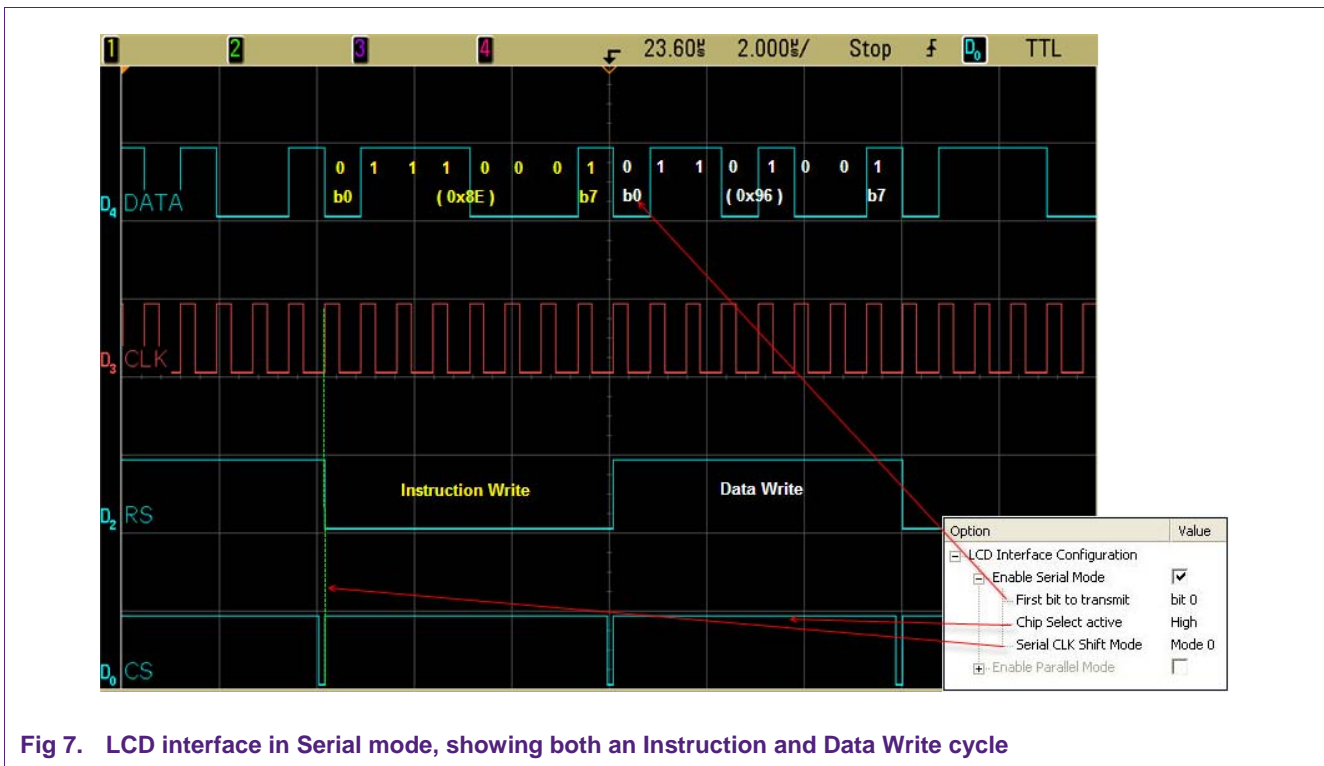 1 2 3 4 23.60µs 2.000µs/ Stop D0 TTL
0 1 1 1 0 0 0 1 0 1 1 0 1 0 0 1
b0 ( 0x8E ) b7 b0 ( 0x96 ) b7
D4 DATA
D3 CLK
Instruction Write Data Write
D2 RS
Option Value
LCD Interface Configuration
Enable Serial Mode
First bit to transmit bit 0
Chip Select active High
Serial CLK Shift Mode Mode 0
Enable Parallel Mode
D0 CS
Fig 7. LCD interface in Serial mode, showing both an Instruction and Data Write cycle